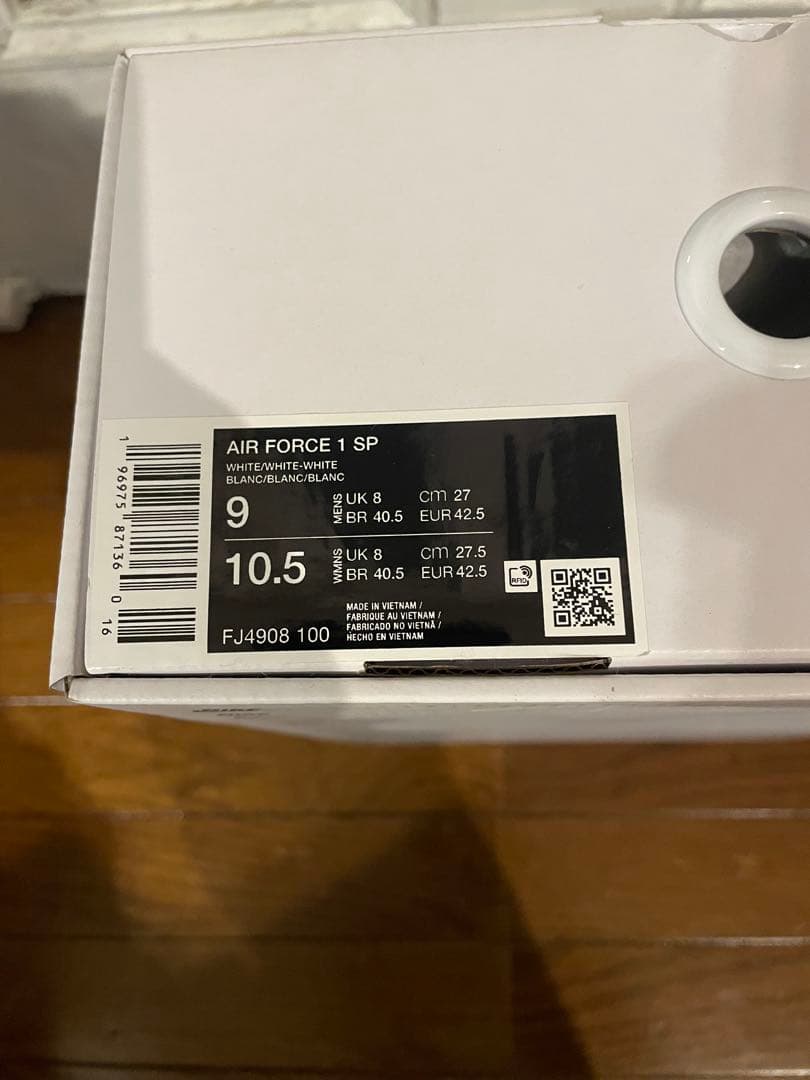 AIR FORCE 1 SP
WHITE/WHITE-WHITE
BLANC/BLANC/BLANC
9 MENS UK 8 cm 27
BR 40.5 EUR 42.5
10.5 WMNS UK 8 cm 27.5
BR 40.5 EUR 42.5
RFID
MADE IN VIETNAM /
FABRIQUE AU VIETNAM /
FABRICADO NO VIETNÃ /
HECHO EN VIETNAM
FJ4908 100
1 96975 87136 0 16